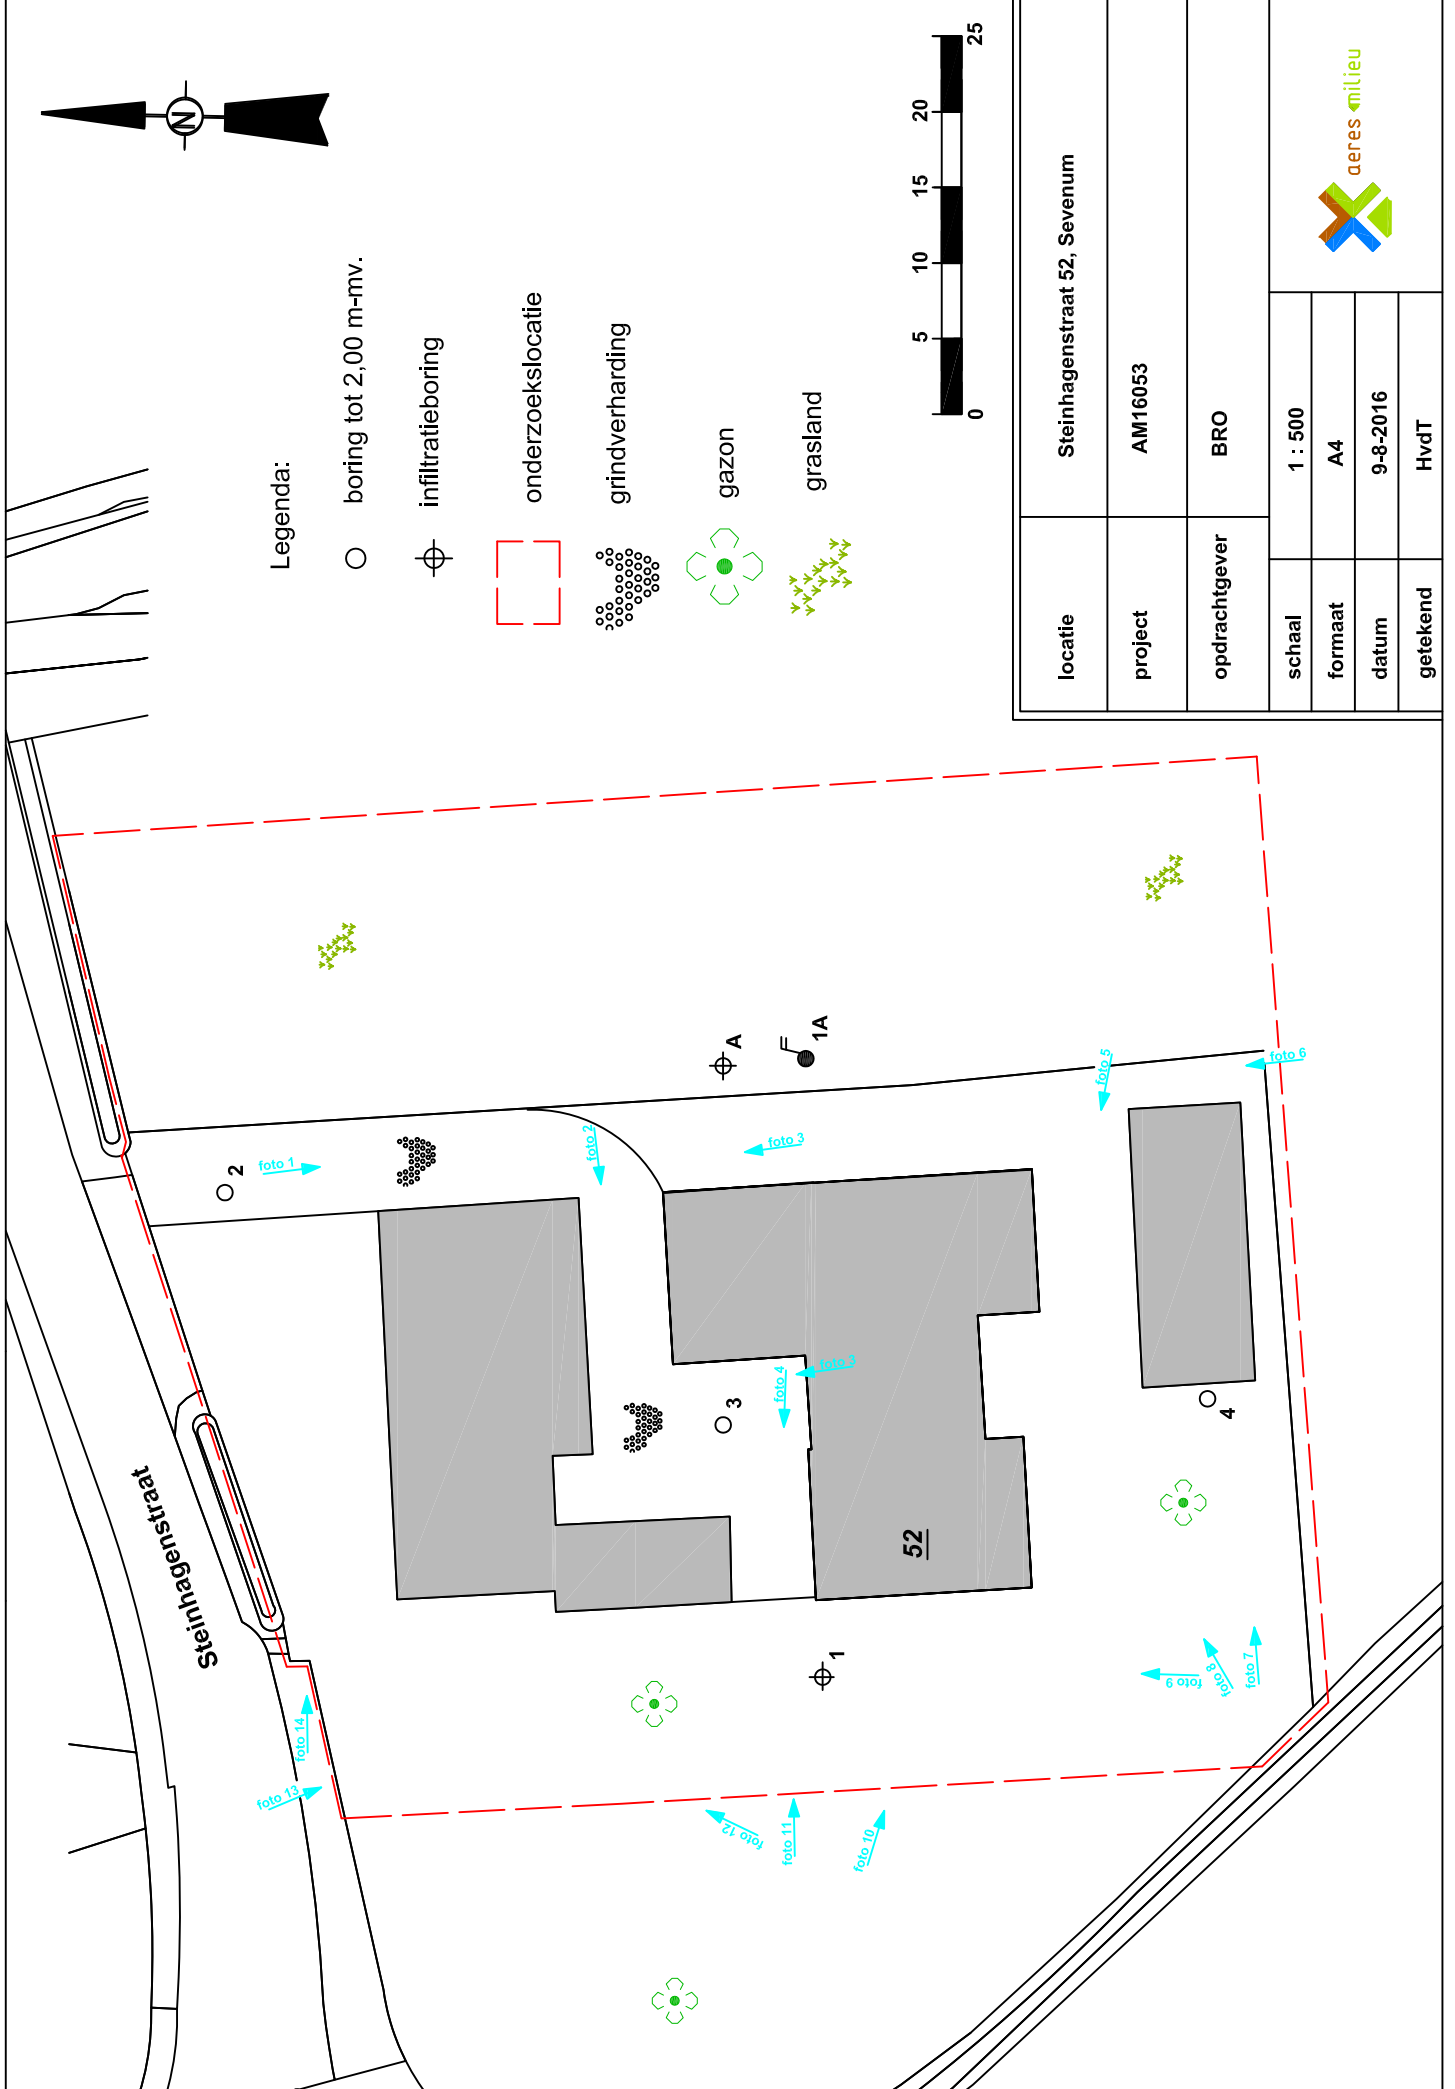 N
Legenda:
boring tot 2,00 m-mv.
infiltratieboring
onderzoekslocatie
grindverharding
gazon
grasland
0 5 10 15 20 25
locatie Steinhagenstraat 52, Sevenum
project AM16053
opdrachtgever BRO
schaal 1 : 500
formaat A4
datum 9-8-2016
getekend HvdT
aeres milieu
Steinhagenstraat
52
1
2
3
4
A
1A
foto 1
foto 2
foto 3
foto 3
foto 4
foto 5
foto 6
foto 7
foto 8
foto 9
foto 10
foto 11
foto 12
foto 13
foto 14